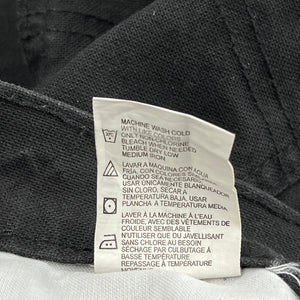 MACHINE WASH COLD
WITH LIKE COLORS
ONLY NON-CHLORINE
BLEACH WHEN NEEDED
TUMBLE DRY LOW
MEDIUM IRON
LAVAR A MAQUINA CON AGUA
FRÍA, CON COLORES SIMILARES
CUANDO SEA NECESARIO
USAR ÚNICAMENTE BLANQUEADOR
SIN CLORO. SECAR A
TEMPERATURA BAJA. USAR
PLANCHA A TEMPERATURA MEDIA
LAVER À LA MACHINE À L'EAU
FROIDE, AVEC DES VÊTEMENTS DE
COULEUR SEMBLABLE
UTILISER UN JAVELLISANT
SANS CHLORE AU BESOIN
SÉCHAGE PAR CULBUTAGE À
BASSE TEMPÉRATURE
REPASSAGE À TEMPÉRATURE